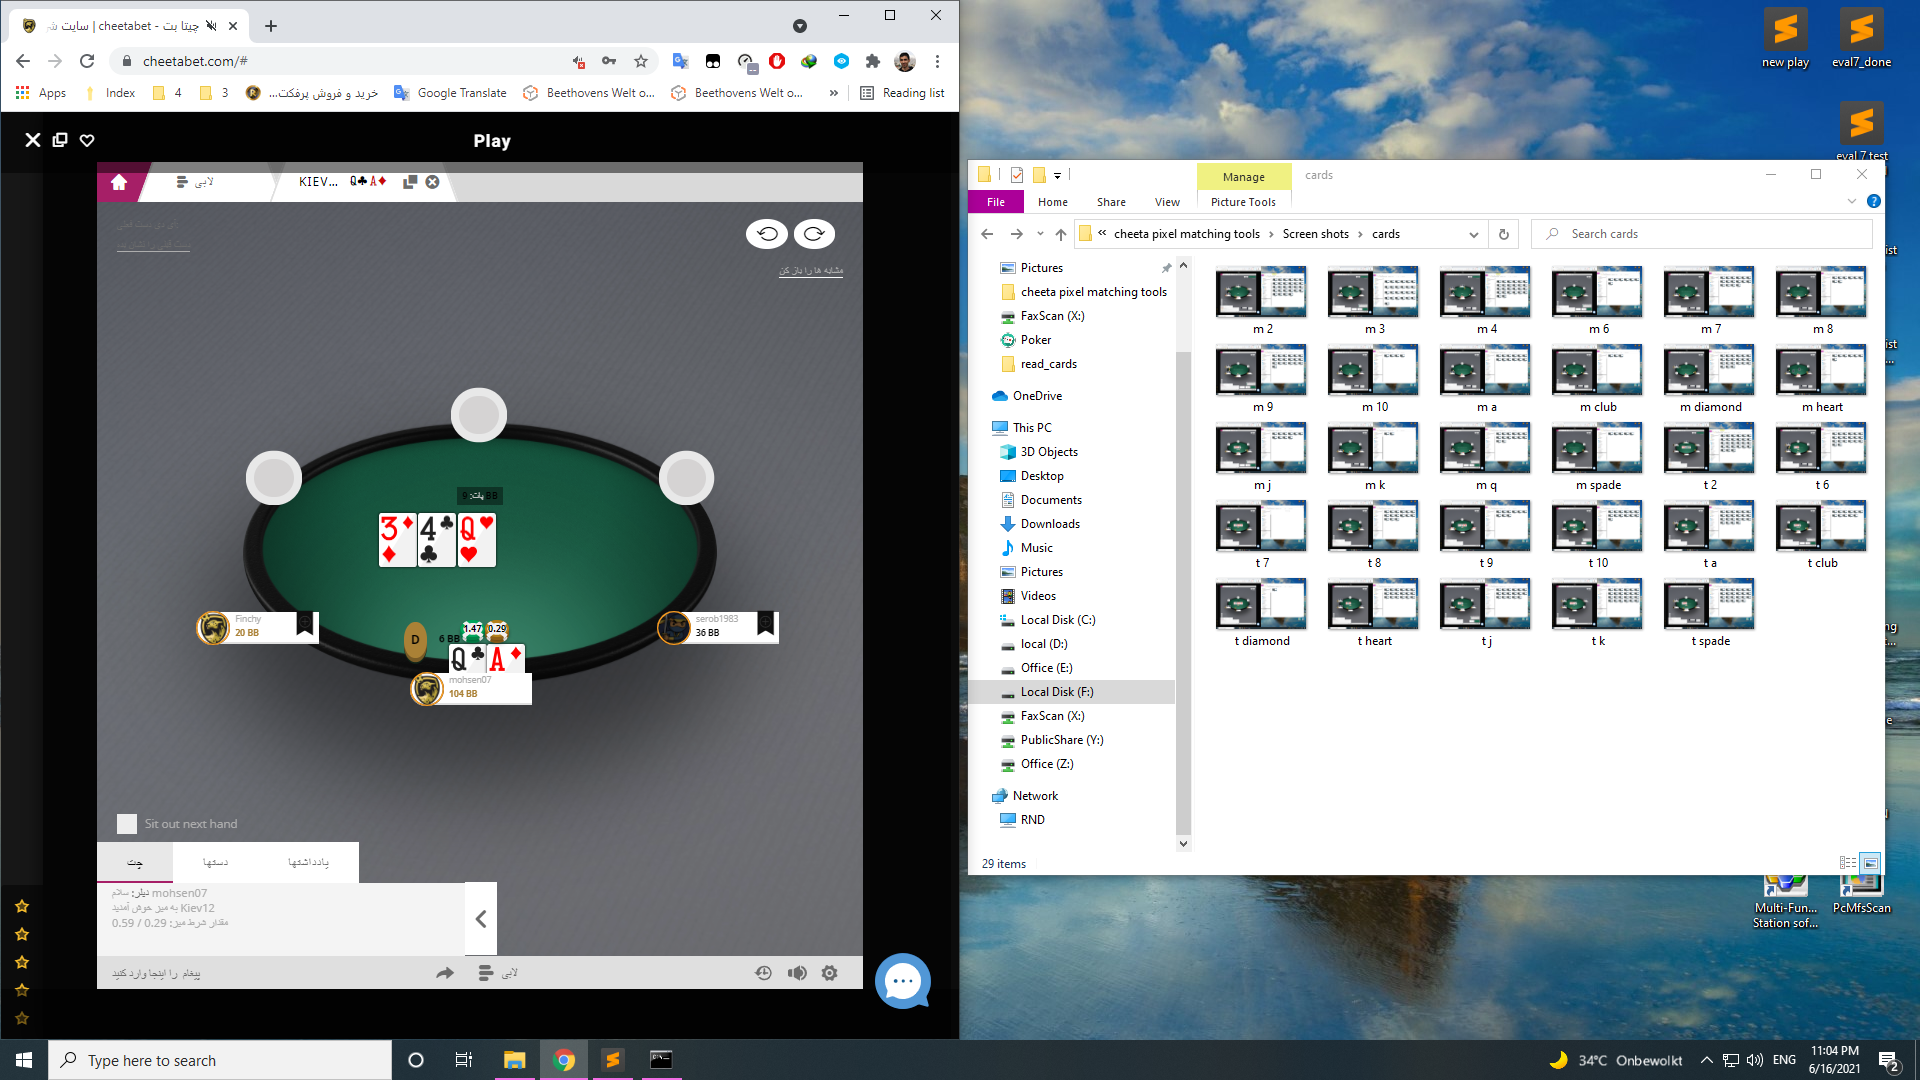 چیتا بت - cheetabet | سایت
cheetabet.com/#
Apps
Index
4
3
خرید و فروش پرفکت...
Google Translate
Beethovens Welt o...
Beethovens Welt o...
»
Reading list
Play
لابی
KIEV... Q♣ A♦
مشابه ها را باز کن
پات: 9 BB
3♦ 4♣ Q♥
Finchy
20 BB
serob1983
36 BB
D
6 BB
1.47
0.29
Q♣ A♦
mohsen07
104 BB
Sit out next hand
چت
دستها
یادداشتها
دیلر: سلام mohsen07
به میز خوش آمدید Kiev12
مقدار شرط میز: 0.29 / 0.59
پیغام را اینجا وارد کنید
لابی
Manage
cards
File
Home
Share
View
Picture Tools
« cheeta pixel matching tools › Screen shots › cards
Search cards
Pictures
cheeta pixel matching tools
FaxScan (X:)
Poker
read_cards
OneDrive
This PC
3D Objects
Desktop
Documents
Downloads
Music
Pictures
Videos
Local Disk (C:)
local (D:)
Office (E:)
Local Disk (F:)
FaxScan (X:)
PublicShare (Y:)
Office (Z:)
Network
RND
m 2
m 3
m 4
m 6
m 7
m 8
m 9
m 10
m a
m club
m diamond
m heart
m j
m k
m q
m spade
t 2
t 6
t 7
t 8
t 9
t 10
t a
t club
t diamond
t heart
t j
t k
t spade
29 items
new play
eval7_done
eval 7 test
Multi-Fun...
Station sof...
PcMfsScan
Type here to search
34°C Onbewolkt
ENG
11:04 PM
6/16/2021
2